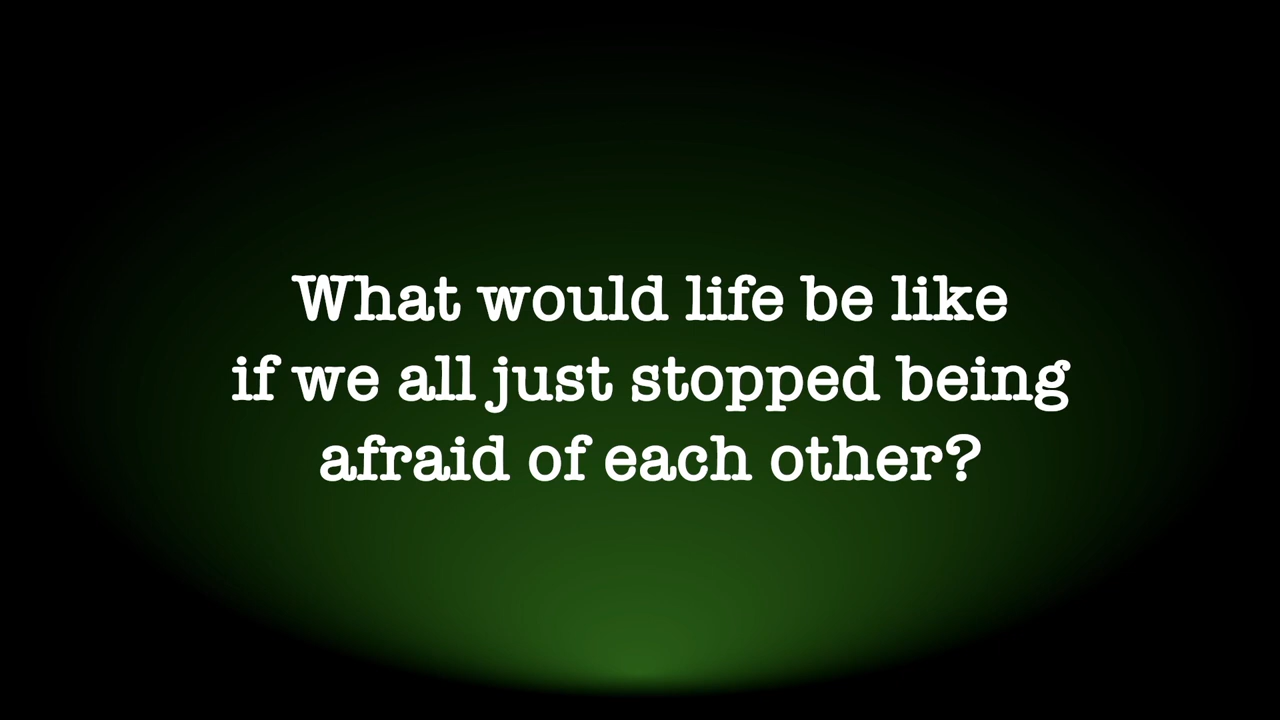 What would life be like
if we all just stopped being
afraid of each other?